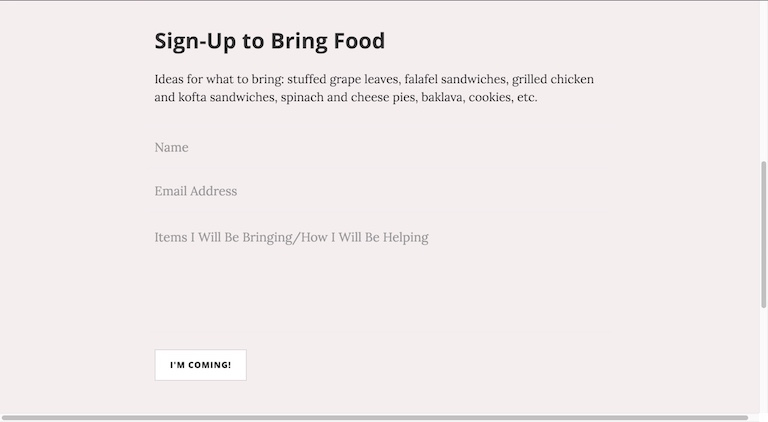 Sign-Up to Bring Food
Ideas for what to bring: stuffed grape leaves, falafel sandwiches, grilled chicken
and kofta sandwiches, spinach and cheese pies, baklava, cookies, etc.
Name
Email Address
Items I Will Be Bringing/How I Will Be Helping
I'M COMING!